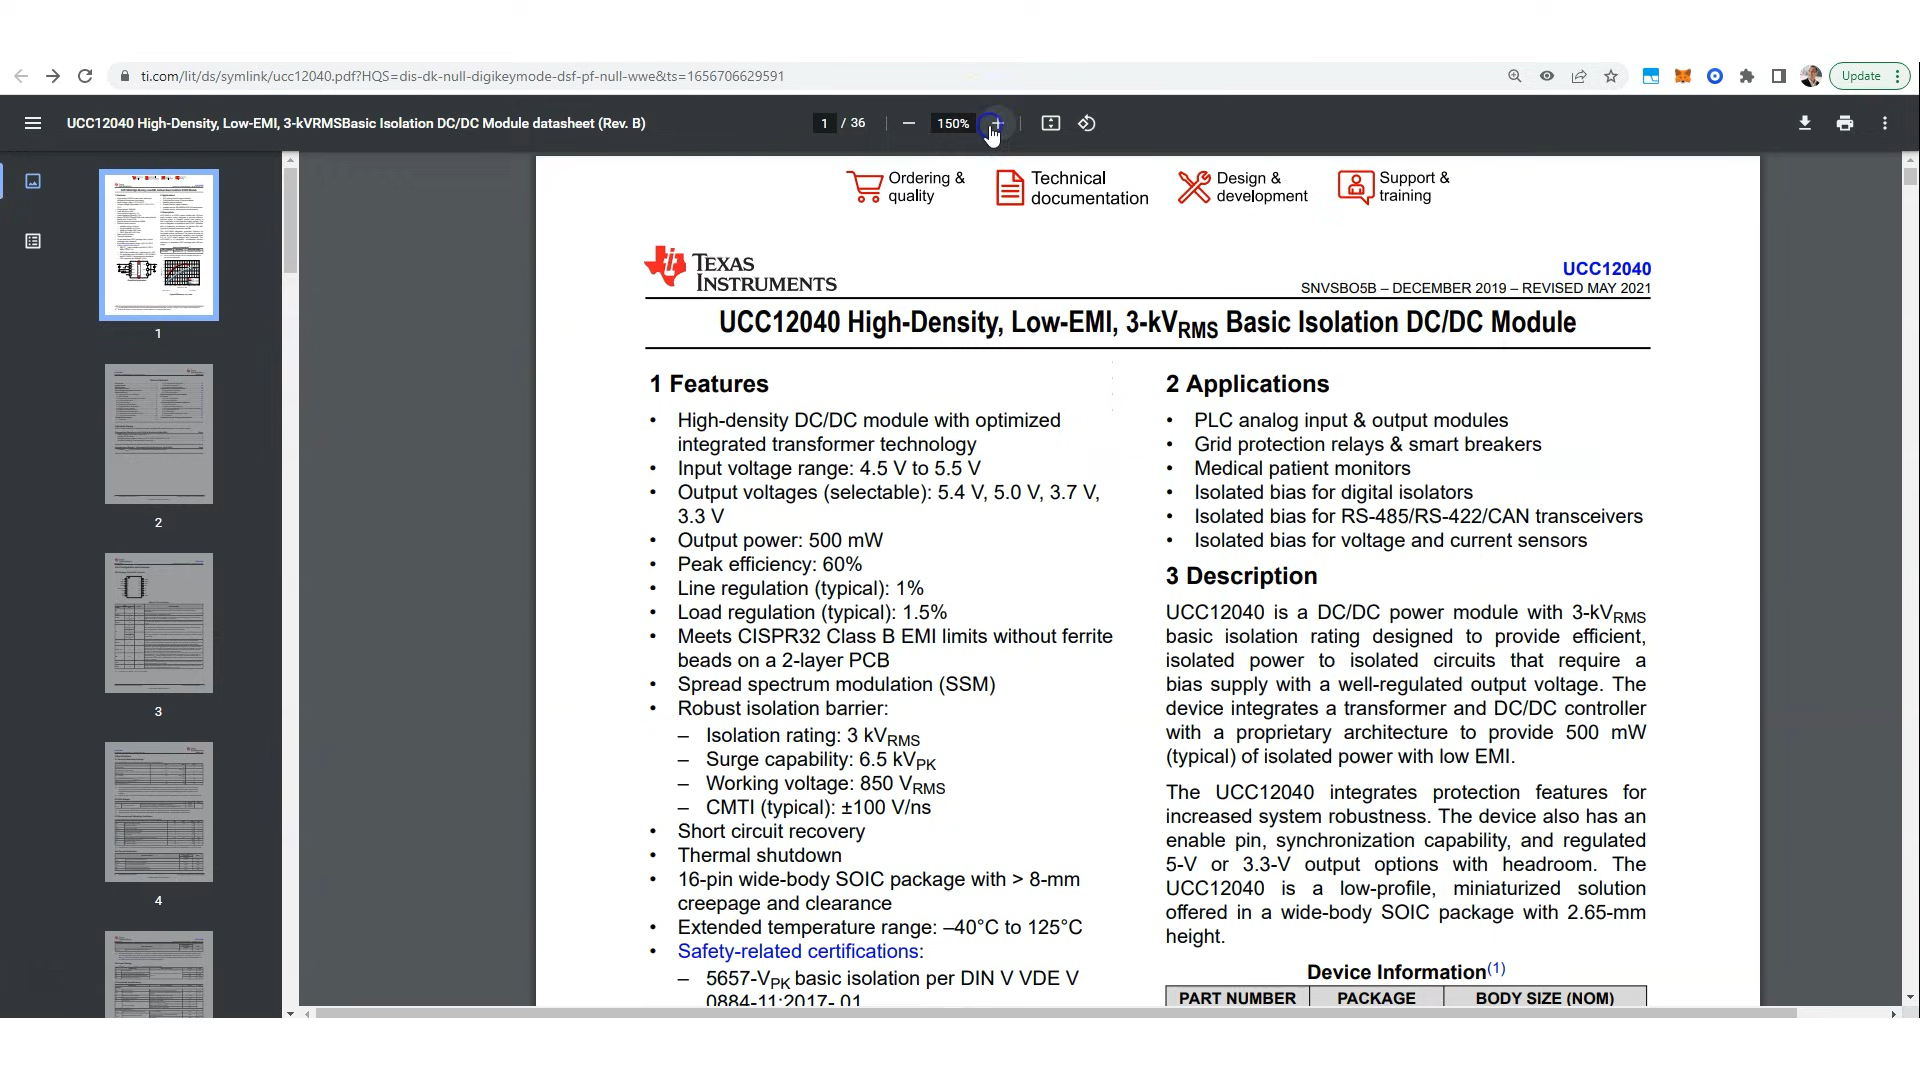 ti.com/lit/ds/symlink/ucc12040.pdf?HQS=dis-dk-null-digikeymode-dsf-pf-null-wwe&ts=1656706629591
Update
UCC12040 High-Density, Low-EMI, 3-kVRMSBasic Isolation DC/DC Module datasheet (Rev. B)
1 / 36
150%
1
2
3
4
Ordering & quality
Technical documentation
Design & development
Support & training
TEXAS
INSTRUMENTS
UCC12040
SNVSBO5B – DECEMBER 2019 – REVISED MAY 2021
UCC12040 High-Density, Low-EMI, 3-kVRMS Basic Isolation DC/DC Module
1 Features
• High-density DC/DC module with optimized
integrated transformer technology
• Input voltage range: 4.5 V to 5.5 V
• Output voltages (selectable): 5.4 V, 5.0 V, 3.7 V,
3.3 V
• Output power: 500 mW
• Peak efficiency: 60%
• Line regulation (typical): 1%
• Load regulation (typical): 1.5%
• Meets CISPR32 Class B EMI limits without ferrite
beads on a 2-layer PCB
• Spread spectrum modulation (SSM)
• Robust isolation barrier:
– Isolation rating: 3 kVRMS
– Surge capability: 6.5 kVPK
– Working voltage: 850 VRMS
– CMTI (typical): ±100 V/ns
• Short circuit recovery
• Thermal shutdown
• 16-pin wide-body SOIC package with > 8-mm
creepage and clearance
• Extended temperature range: –40°C to 125°C
• Safety-related certifications:
– 5657-VPK basic isolation per DIN V VDE V
0884-11:2017- 01
2 Applications
• PLC analog input & output modules
• Grid protection relays & smart breakers
• Medical patient monitors
• Isolated bias for digital isolators
• Isolated bias for RS-485/RS-422/CAN transceivers
• Isolated bias for voltage and current sensors
3 Description
UCC12040 is a DC/DC power module with 3-kVRMS
basic isolation rating designed to provide efficient,
isolated power to isolated circuits that require a
bias supply with a well-regulated output voltage. The
device integrates a transformer and DC/DC controller
with a proprietary architecture to provide 500 mW
(typical) of isolated power with low EMI.
The UCC12040 integrates protection features for
increased system robustness. The device also has an
enable pin, synchronization capability, and regulated
5-V or 3.3-V output options with headroom. The
UCC12040 is a low-profile, miniaturized solution
offered in a wide-body SOIC package with 2.65-mm
height.
Device Information(1)
PART NUMBER PACKAGE BODY SIZE (NOM)